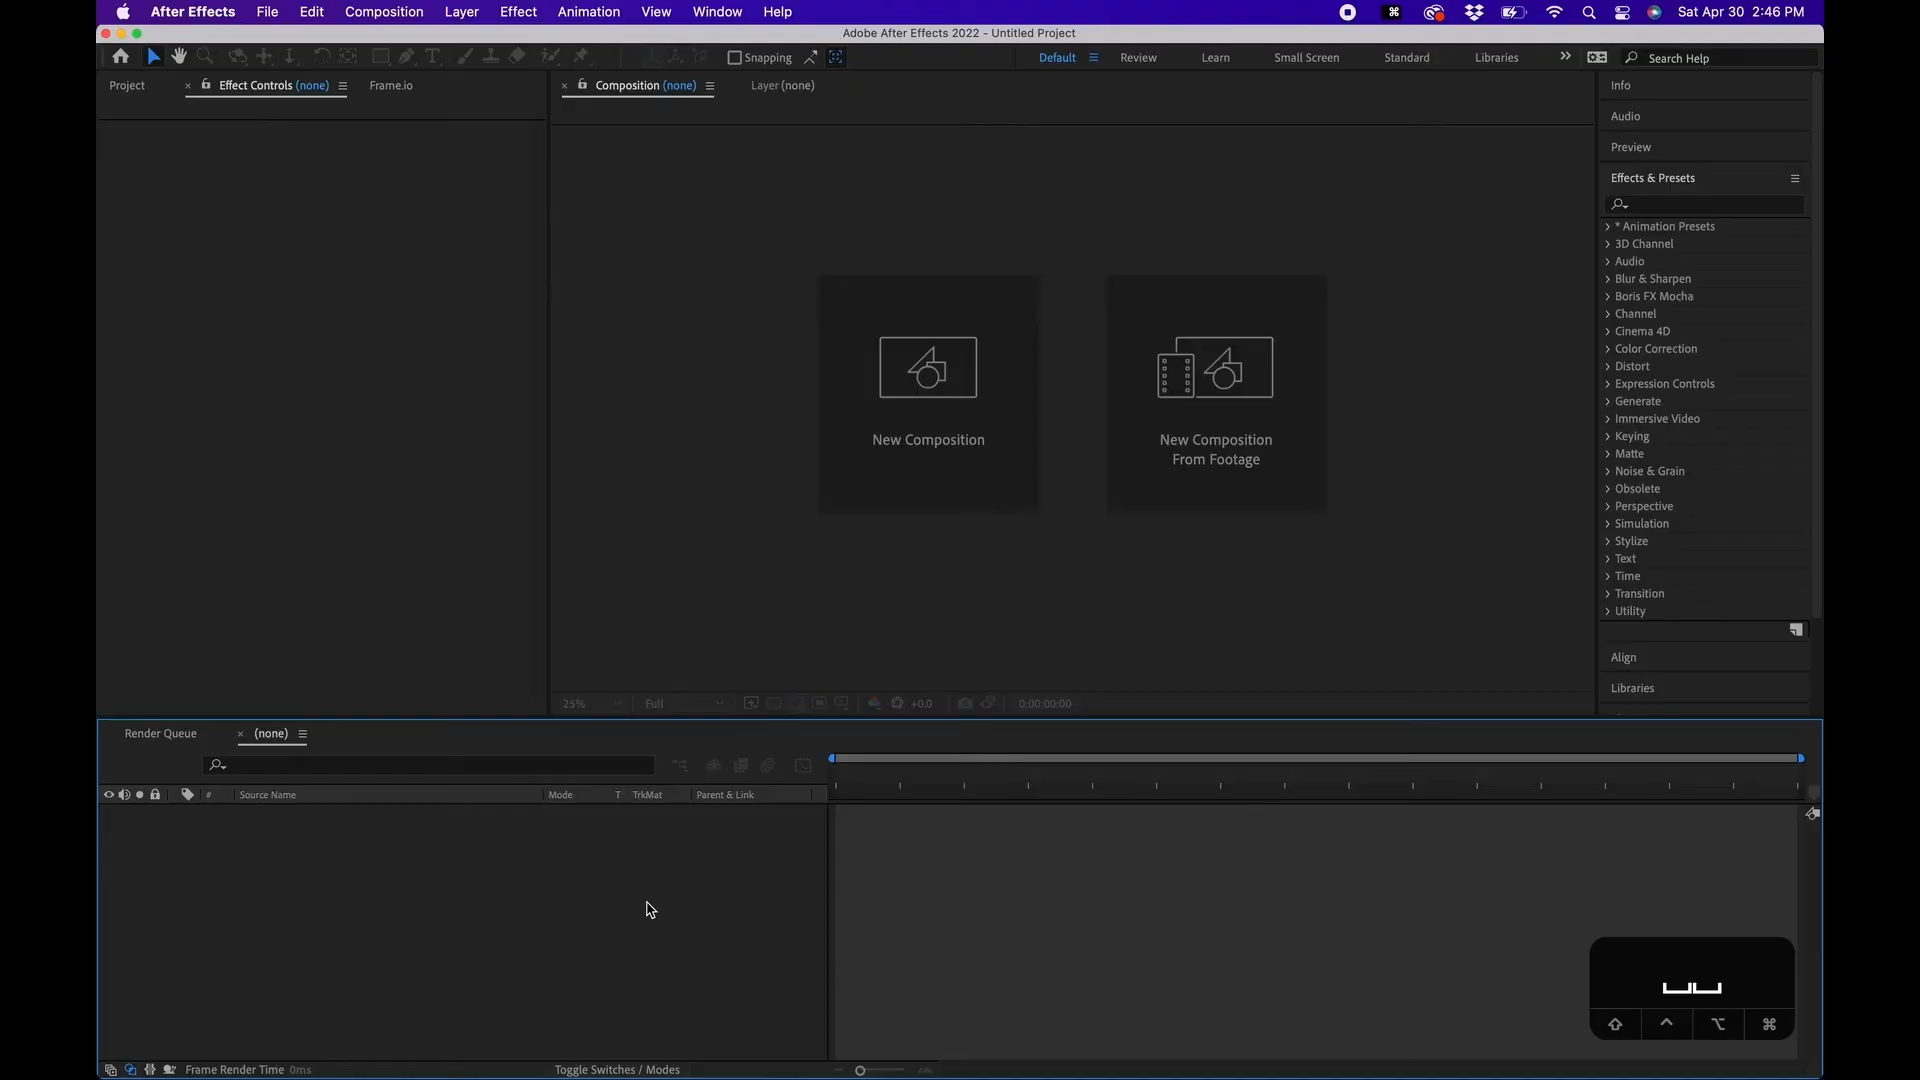 After Effects File Edit Composition Layer Effect Animation View Window Help Sat Apr 30 2:46 PM
Adobe After Effects 2022 - Untitled Project
Snapping Default Review Learn Small Screen Standard Libraries Search Help
Project Effect Controls (none) Frame.io Composition (none) Layer (none) Info
Audio
Preview
Effects & Presets
* Animation Presets
3D Channel
Audio
Blur & Sharpen
Boris FX Mocha
Channel
Cinema 4D
Color Correction
Distort
Expression Controls
Generate
Immersive Video
Keying
Matte
Noise & Grain
Obsolete
Perspective
Simulation
Stylize
Text
Time
Transition
Utility
Align
Libraries
New Composition
New Composition
From Footage
25% Full +0.0 0:00:00:00
Render Queue (none)
# Source Name Mode T TrkMat Parent & Link
Frame Render Time 0ms Toggle Switches / Modes